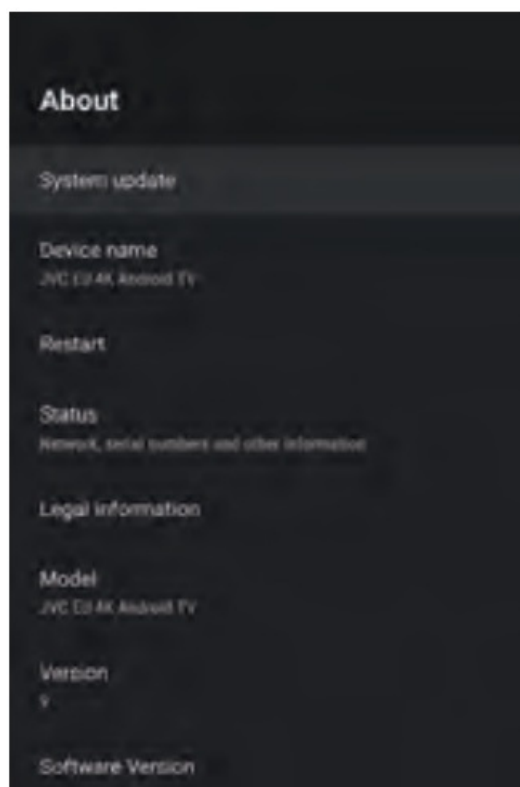 About
System update
Device name
JVC EU 4K Android TV
Restart
Status
Network, serial numbers and other information
Legal information
Model
JVC EU 4K Android TV
Version
9
Software Version